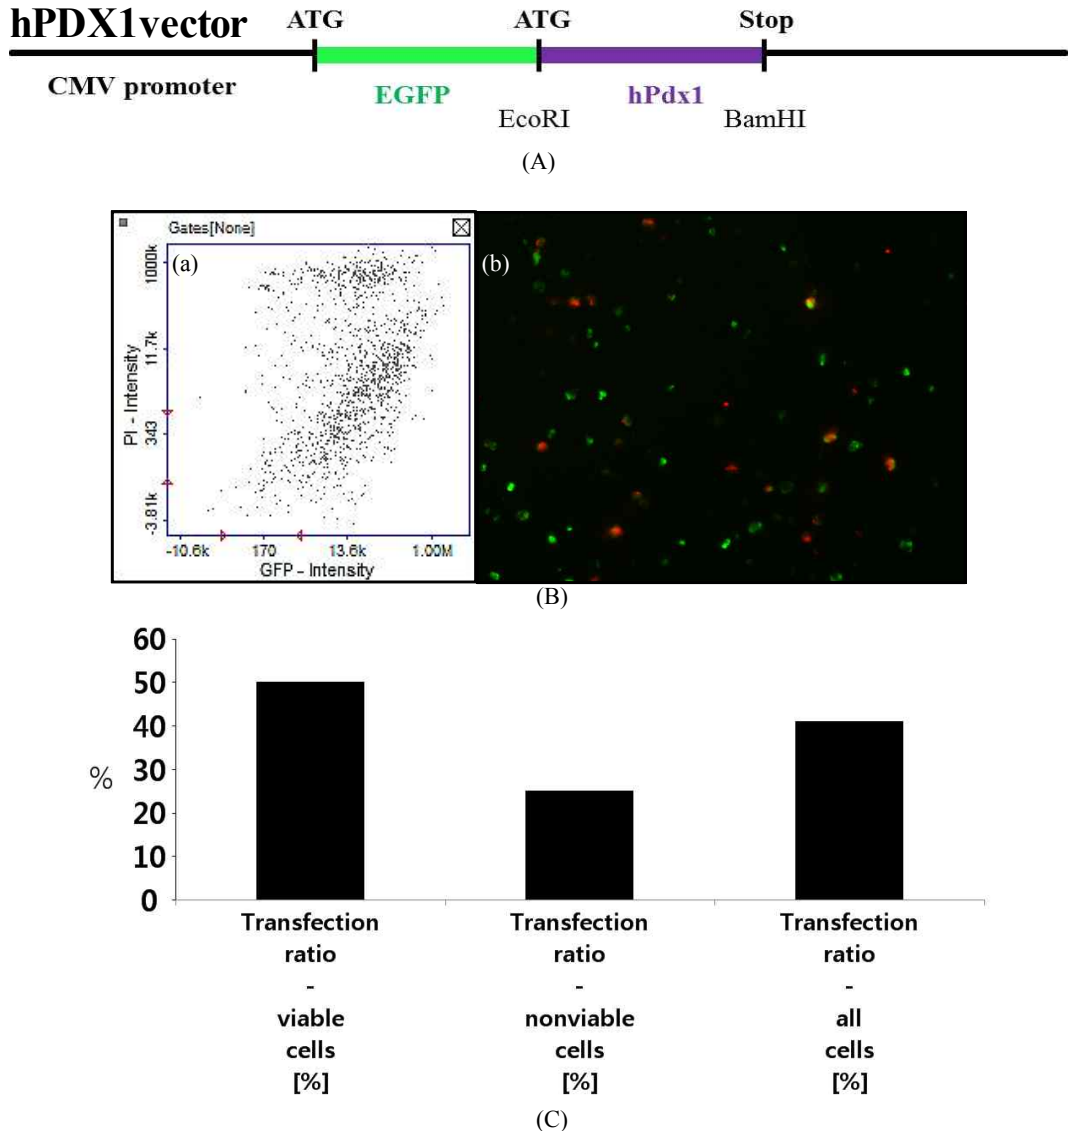 hPDX1vector
ATG
ATG
Stop
CMV promoter
EGFP
hPdx1
EcoRI
BamHI
(A)
Gates[None]
(a)
(b)
1000k
11.7k
343
-3.81k
PI - Intensity
-10.6k
170
13.6k
1.00M
GFP - Intensity
(B)
60
50
40
30
20
10
0
%
Transfection
ratio
-
viable
cells
[%]
Transfection
ratio
-
nonviable
cells
[%]
Transfection
ratio
-
all
cells
[%]
(C)